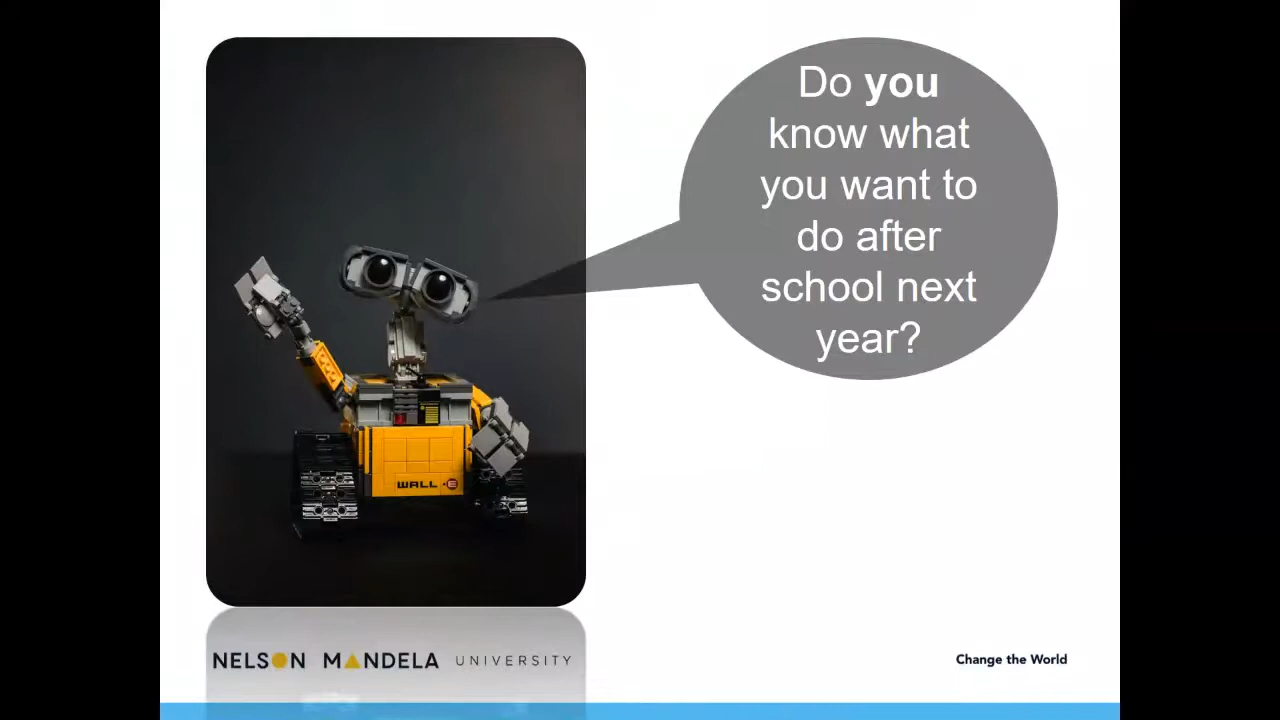 Do you
know what
you want to
do after
school next
year?
WALL•E
NELSON MANDELA UNIVERSITY
Change the World